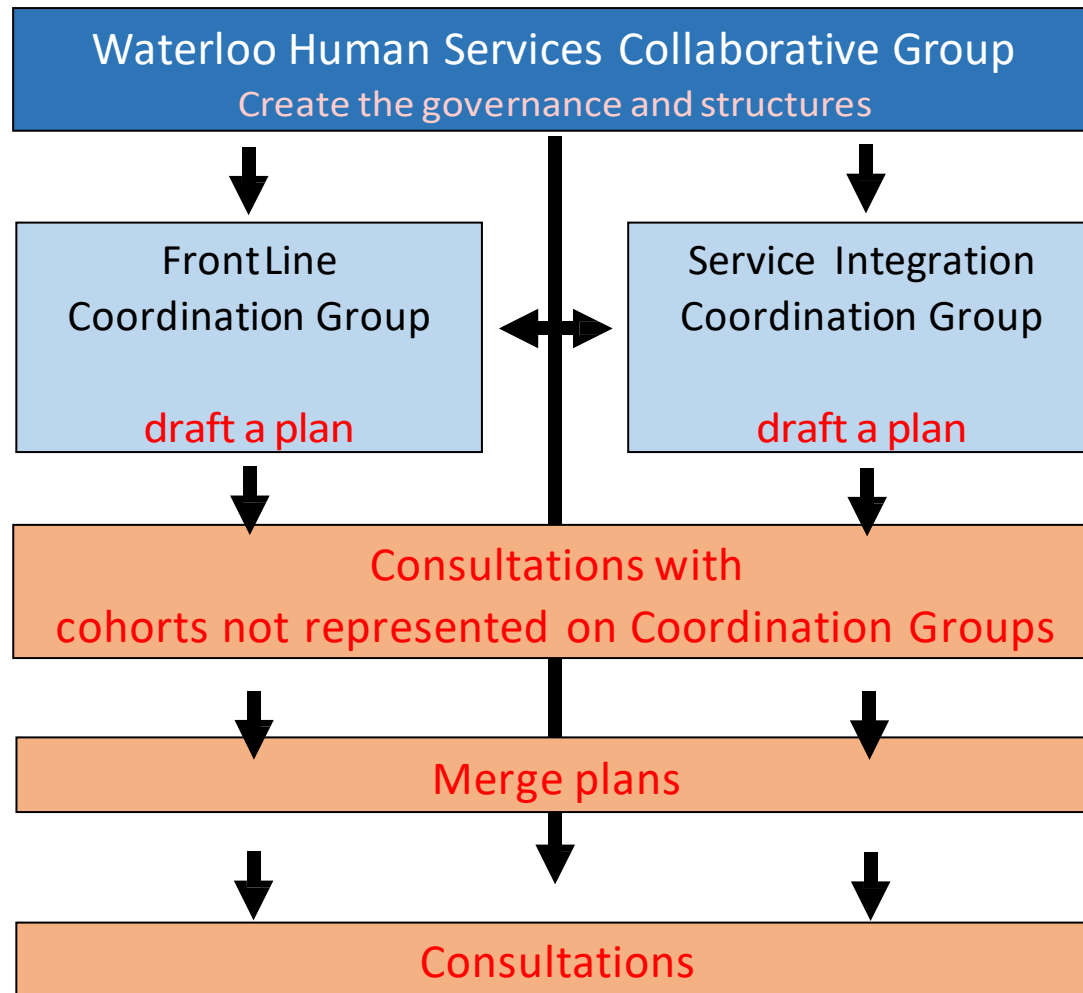 Waterloo Human Services Collaborative Group
Create the governance and structures
Front Line
Coordination Group
draft a plan
Service Integration
Coordination Group
draft a plan
Consultations with
cohorts not represented on Coordination Groups
Merge plans
Consultations